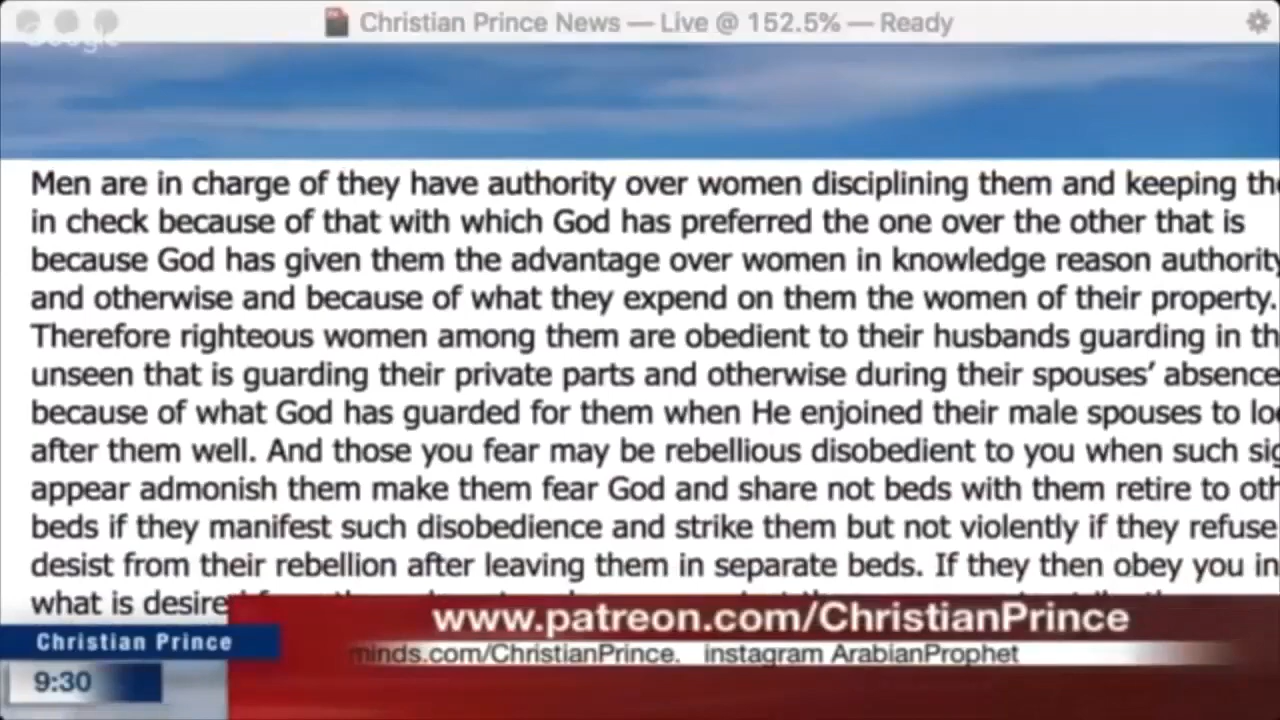 Christian Prince News — Live @ 152.5% — Ready
Google
Men are in charge of they have authority over women disciplining them and keeping
in check because of that with which God has preferred the one over the other that is
because God has given them the advantage over women in knowledge reason authority
and otherwise and because of what they expend on them the women of their property.
Therefore righteous women among them are obedient to their husbands guarding in
unseen that is guarding their private parts and otherwise during their spouses’ absence
because of what God has guarded for them when He enjoined their male spouses to
after them well. And those you fear may be rebellious disobedient to you when such
appear admonish them make them fear God and share not beds with them retire to
beds if they manifest such disobedience and strike them but not violently if they refuse
desist from their rebellion after leaving them in separate beds. If they then obey you in
what is
www.patreon.com/ChristianPrince
Christian Prince
minds.com/ChristianPrince. instagram ArabianProphet
9:30